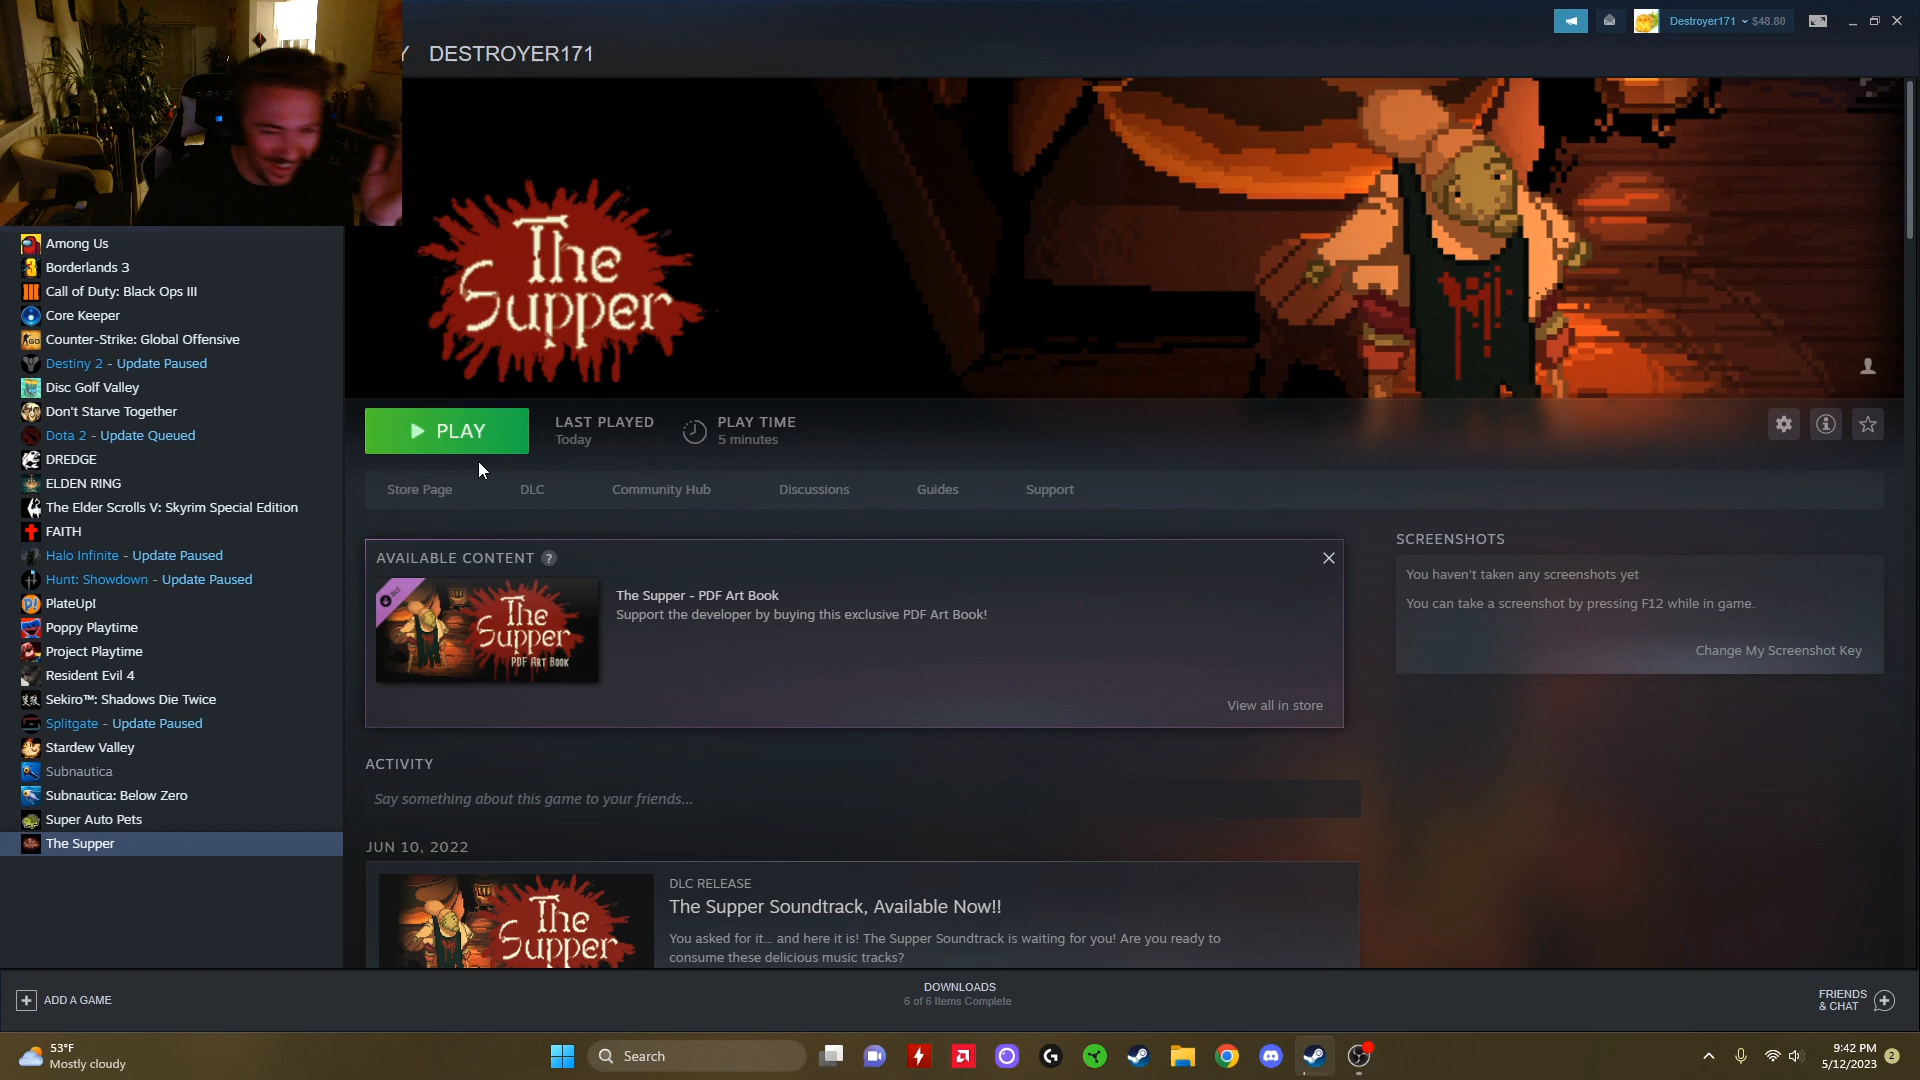 Destroyer171
$48.80
Y DESTROYER171
The
Supper
Among Us
Borderlands 3
Call of Duty: Black Ops III
Core Keeper
Counter-Strike: Global Offensive
Destiny 2 - Update Paused
Disc Golf Valley
Don't Starve Together
Dota 2 - Update Queued
DREDGE
ELDEN RING
The Elder Scrolls V: Skyrim Special Edition
FAITH
Halo Infinite - Update Paused
Hunt: Showdown - Update Paused
PlateUp!
Poppy Playtime
Project Playtime
Resident Evil 4
Sekiro™: Shadows Die Twice
Splitgate - Update Paused
Stardew Valley
Subnautica
Subnautica: Below Zero
Super Auto Pets
The Supper
PLAY
LAST PLAYED
Today
PLAY TIME
5 minutes
Store Page
DLC
Community Hub
Discussions
Guides
Support
AVAILABLE CONTENT ?
DLC
The
Supper
PDF ART BOOK
The Supper - PDF Art Book
Support the developer by buying this exclusive PDF Art Book!
View all in store
SCREENSHOTS
You haven't taken any screenshots yet
You can take a screenshot by pressing F12 while in game.
Change My Screenshot Key
ACTIVITY
Say something about this game to your friends...
JUN 10, 2022
The
Supper
DLC RELEASE
The Supper Soundtrack, Available Now!!
You asked for it... and here it is! The Supper Soundtrack is waiting for you! Are you ready to
consume these delicious music tracks?
ADD A GAME
DOWNLOADS
6 of 6 Items Complete
FRIENDS
& CHAT
53°F
Mostly cloudy
Search
9:42 PM
5/12/2023
2